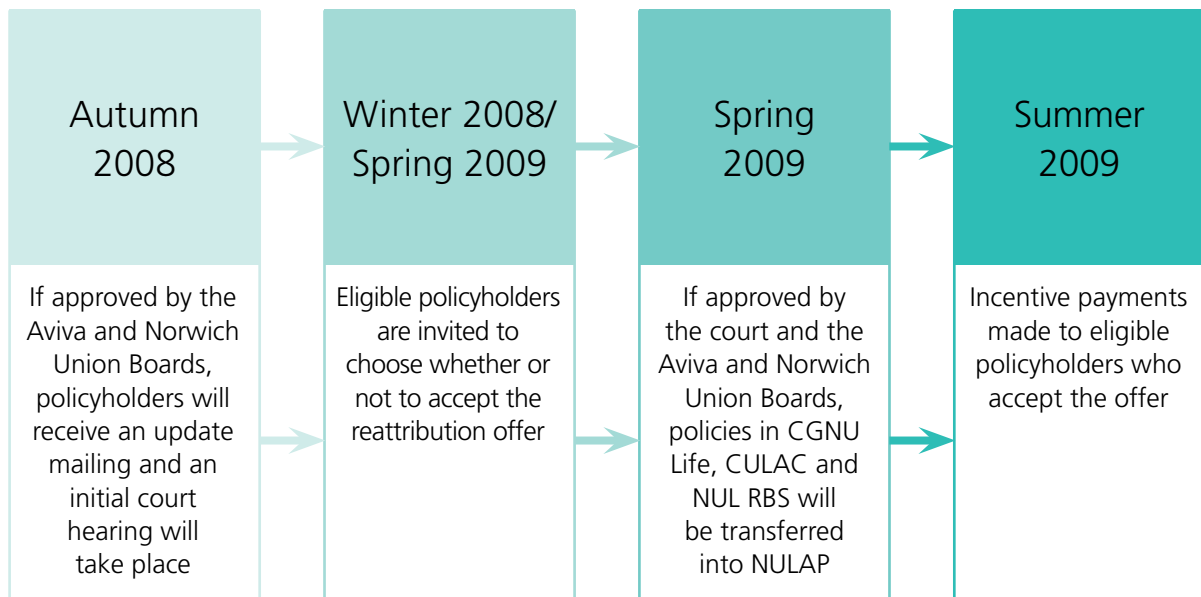 Autumn
2008
If approved by the
Aviva and Norwich
Union Boards,
policyholders will
receive an update
mailing and an
initial court
hearing will
take place
Winter 2008/
Spring 2009
Eligible policyholders
are invited to
choose whether or
not to accept the
reattribution offer
Spring
2009
If approved by
the court and the
Aviva and Norwich
Union Boards,
policies in CGNU
Life, CULAC and
NUL RBS will
be transferred
into NULAP
Summer
2009
Incentive payments
made to eligible
policyholders who
accept the offer